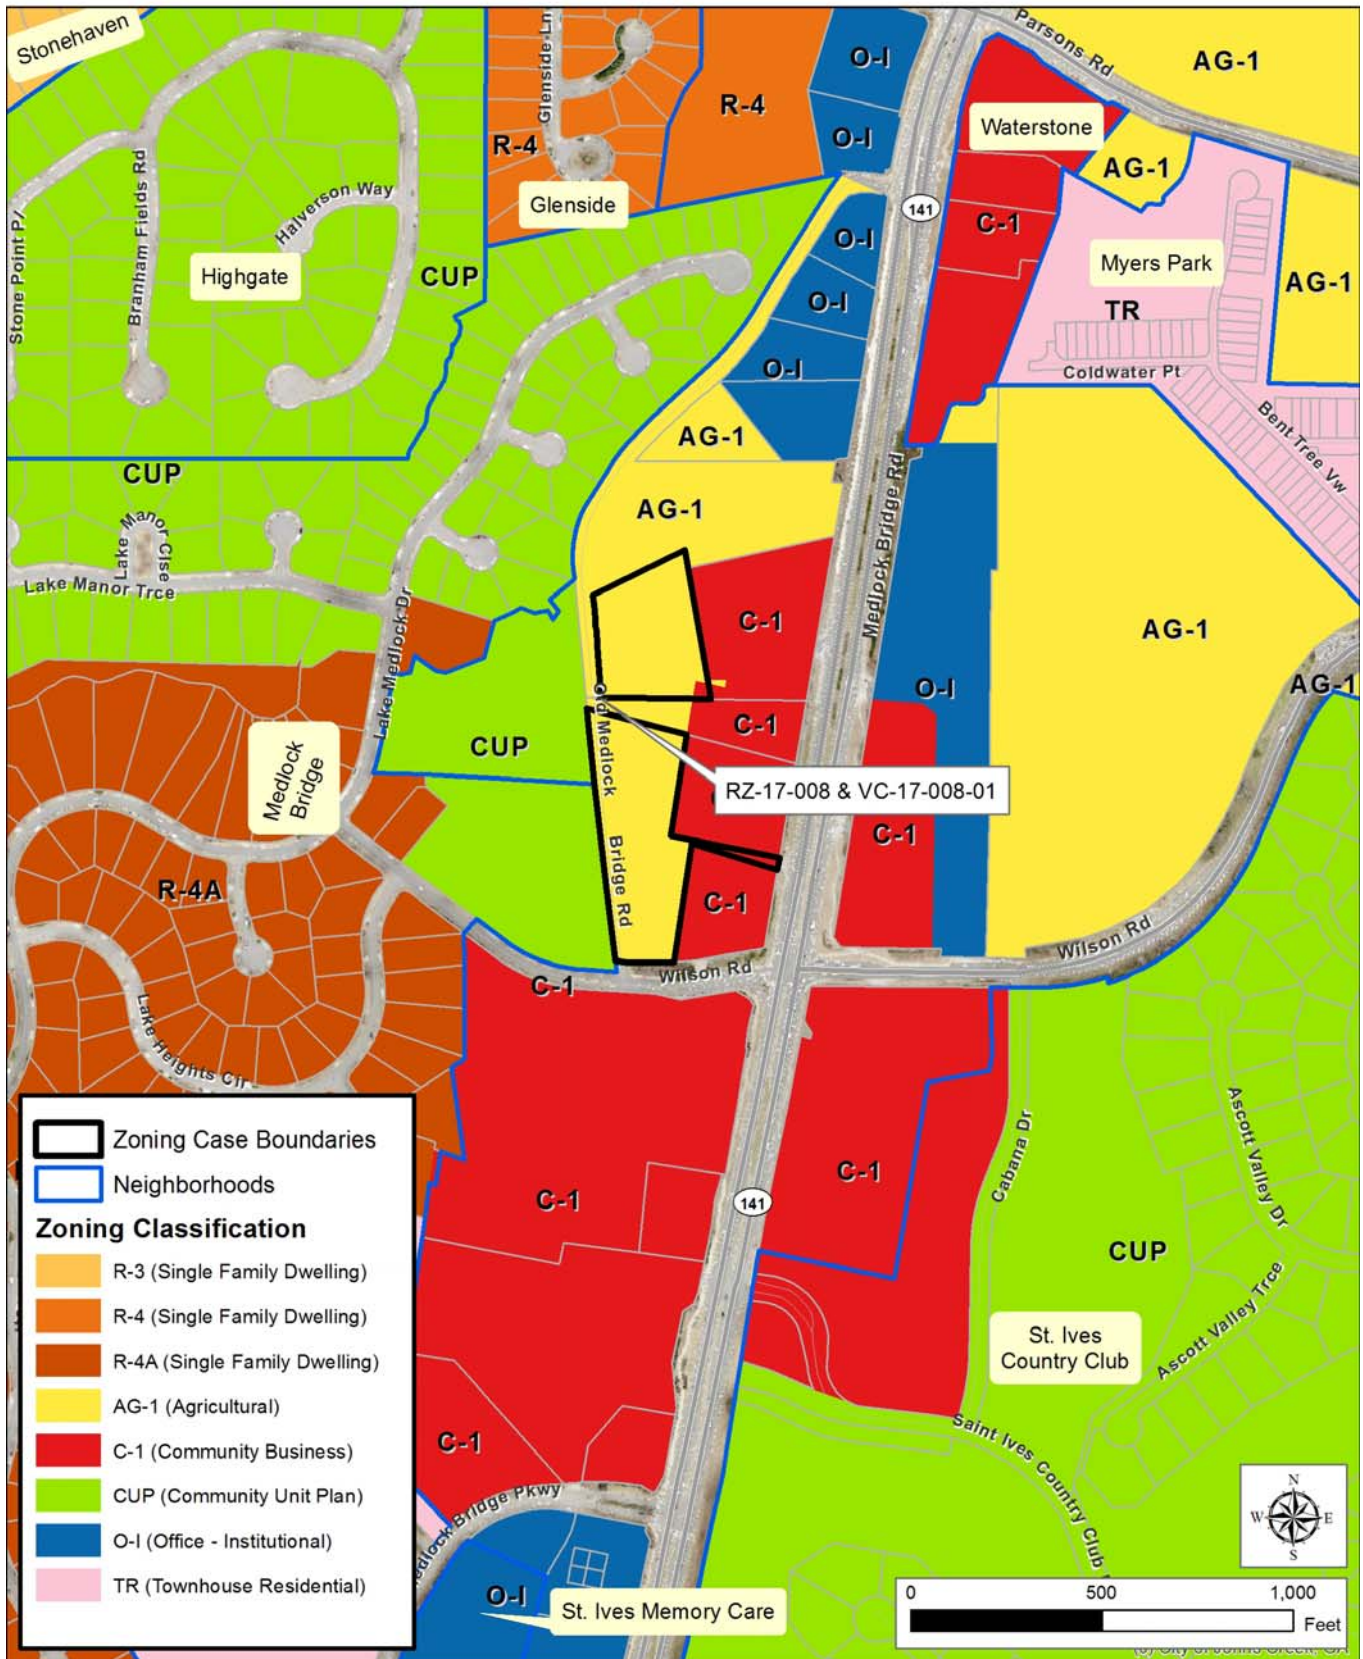 Stonehaven
Parsons Rd
O-I
AG-1
Glenside Ln
R-4
Waterstone
R-4
O-I
AG-1
Branham Fields Rd
Halverson Way
Glenside
141
Stone Point Pl
C-1
O-I
Highgate
CUP
Myers Park
AG-1
O-I
TR
O-I
Coldwater Pt
Bent Tree Vw
AG-1
CUP
Medlock Bridge Rd
AG-1
Lake Manor Clse
Lake Manor Trce
Lake Medlock Dr
C-1
AG-1
O-I
AG-1
Old Medlock
Bridge Rd
C-1
CUP
Medlock
Bridge
RZ-17-008 & VC-17-008-01
C-1
R-4A
C-1
Wilson Rd
Wilson Rd
C-1
Lake Heights Cir
Ascott Valley Dr
Cabana Dr
C-1
C-1
141
CUP
Ascott Valley Trce
St. Ives
Country Club
Saint Ives Country Club
C-1
Medlock Bridge Pkwy
O-I
St. Ives Memory Care
Zoning Case Boundaries
Neighborhoods
Zoning Classification
R-3 (Single Family Dwelling)
R-4 (Single Family Dwelling)
R-4A (Single Family Dwelling)
AG-1 (Agricultural)
C-1 (Community Business)
CUP (Community Unit Plan)
O-I (Office - Institutional)
TR (Townhouse Residential)
N
W E
S
0 500 1,000
Feet